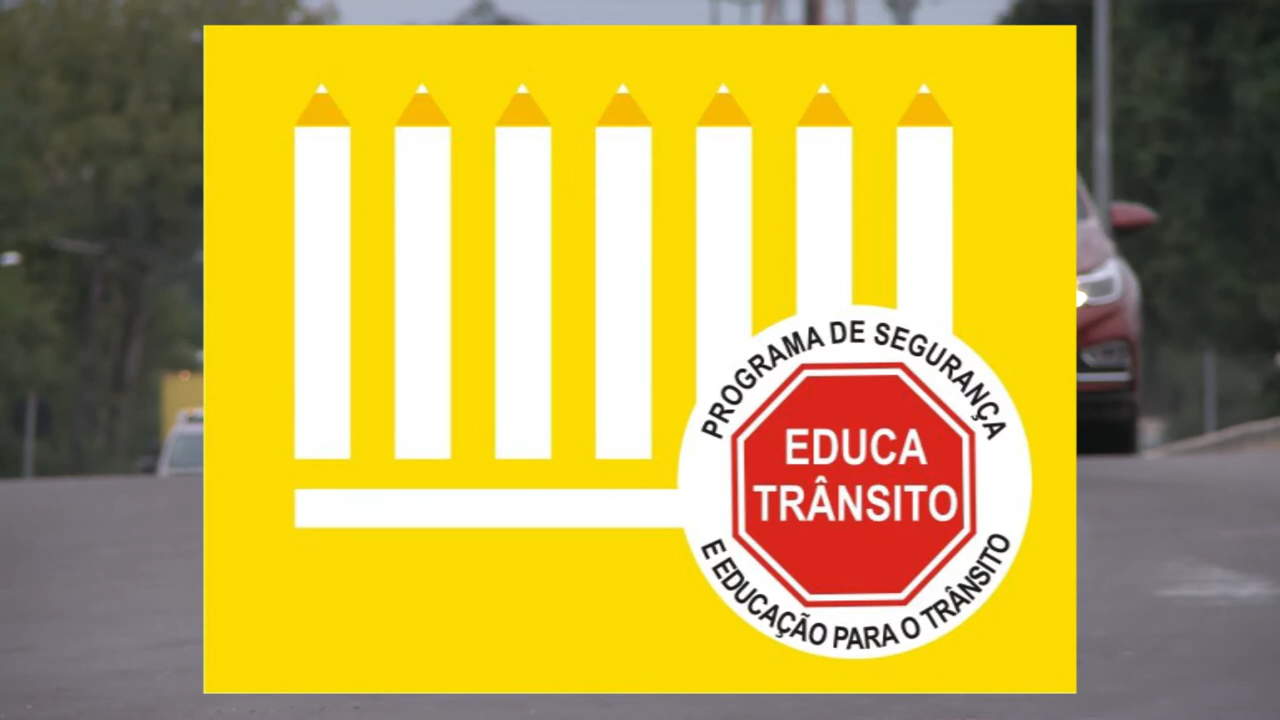 PROGRAMA DE SEGURANÇA
EDUCA
TRÂNSITO
E EDUCAÇÃO PARA O TRÂNSITO